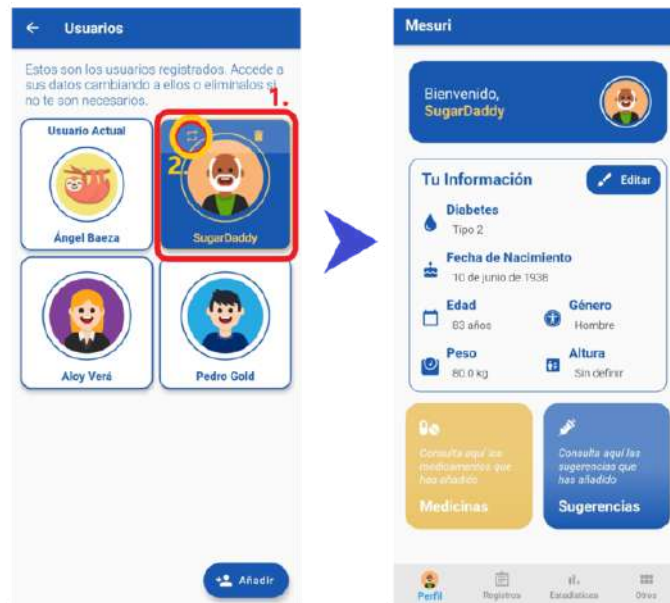 Usuarios
Estos son los usuarios registrados. Accede a
sus datos cambiando a ellos o elimínalos si
no te son necesarios.
1.
Usuario Actual
2.
Ángel Baeza
SugarDaddy
Aloy Verá
Pedro Gold
Añadir
Mesuri
Bienvenido,
SugarDaddy
Tu Información
Editar
Diabetes
Tipo 2
Fecha de Nacimiento
10 de junio de 1938
Edad
83 años
Género
Hombre
Peso
80.0 kg
Altura
Sin definir
Consulta aquí los
medicamentos que
has añadido
Medicinas
Consulta aquí las
sugerencias que
has añadido
Sugerencias
Perfil
Registros
Estadísticas
Otros